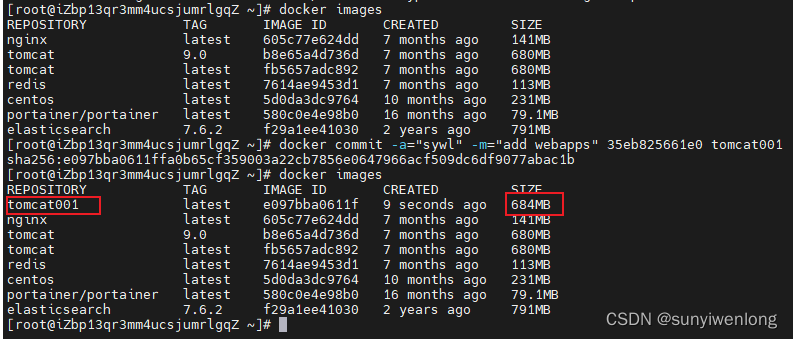 [root@iZbp13qr3mm4ucsjumrlgqZ ~]# docker images
REPOSITORY TAG IMAGE ID CREATED SIZE
nginx latest 605c77e624dd 7 months ago 141MB
tomcat 9.0 b8e65a4d736d 7 months ago 680MB
tomcat latest fb5657adc892 7 months ago 680MB
redis latest 7614ae9453d1 7 months ago 113MB
centos latest 5d0da3dc9764 10 months ago 231MB
portainer/portainer latest 580c0e4e98b0 16 months ago 79.1MB
elasticsearch 7.6.2 f29a1ee41030 2 years ago 791MB
[root@iZbp13qr3mm4ucsjumrlgqZ ~]# docker commit -a="sywl" -m="add webapps" 35eb825661e0 tomcat001
sha256:e097bba0611ffa0b65cf359003a22cb7856e0647966acf509dc6df9077abac1b
[root@iZbp13qr3mm4ucsjumrlgqZ ~]# docker images
REPOSITORY TAG IMAGE ID CREATED SIZE
tomcat001 latest e097bba0611f 9 seconds ago 684MB
nginx latest 605c77e624dd 7 months ago 141MB
tomcat 9.0 b8e65a4d736d 7 months ago 680MB
tomcat latest fb5657adc892 7 months ago 680MB
redis latest 7614ae9453d1 7 months ago 113MB
centos latest 5d0da3dc9764 10 months ago 231MB
portainer/portainer latest 580c0e4e98b0 16 months ago 79.1MB
elasticsearch 7.6.2 f29a1ee41030 2 years ago 791MB
[root@iZbp13qr3mm4ucsjumrlgqZ ~]#
CSDN @sunyiwenlong